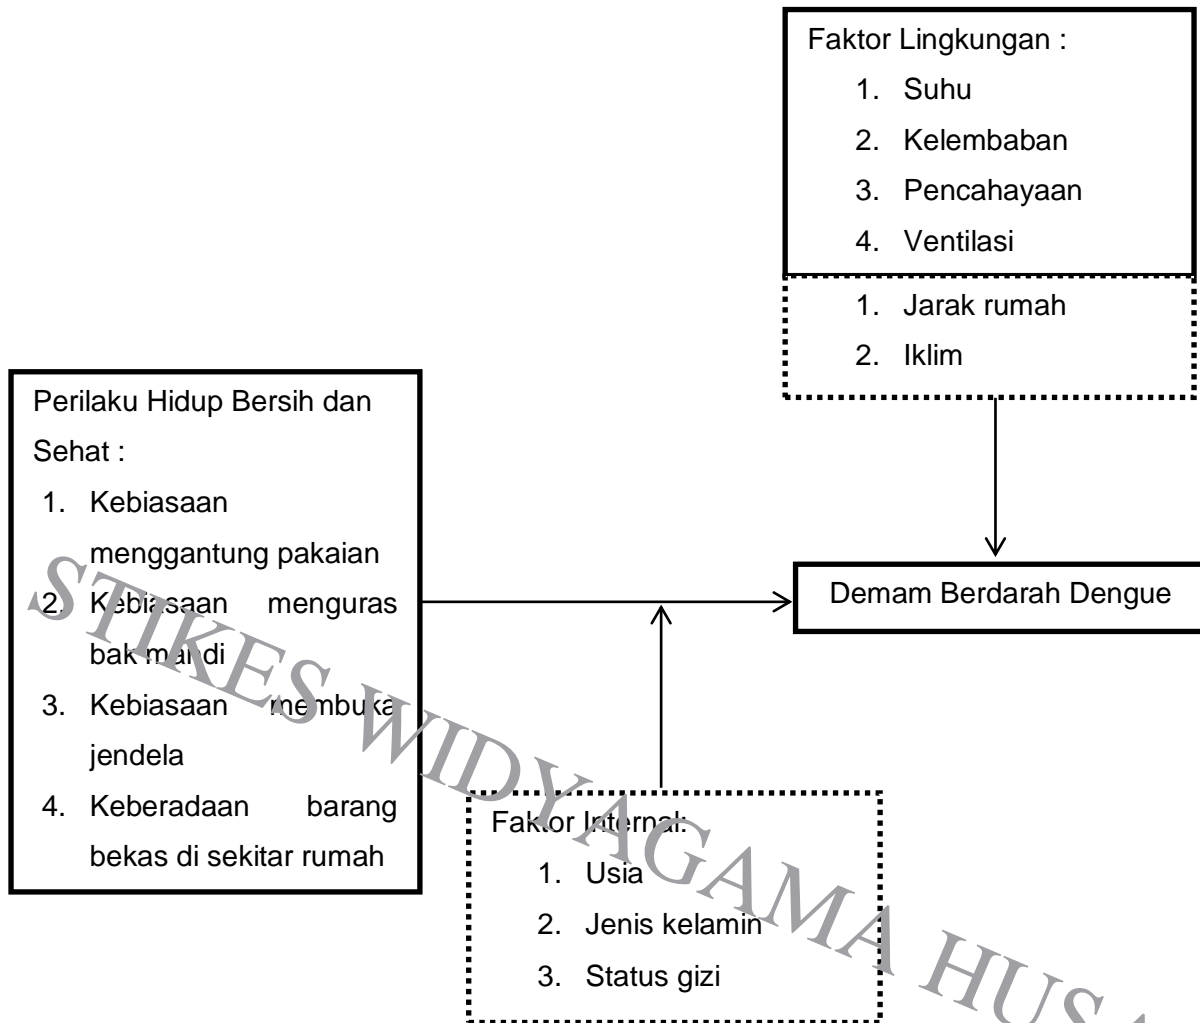 Faktor Lingkungan :
1. Suhu
2. Kelembaban
3. Pencahayaan
4. Ventilasi
1. Jarak rumah
2. Iklim
Perilaku Hidup Bersih dan
Sehat :
1. Kebiasaan
menggantung pakaian
2. Kebiasaan menguras
bak mandi
3. Kebiasaan membuka
jendela
4. Keberadaan barang
bekas di sekitar rumah
Demam Berdarah Dengue
Faktor Internal:
1. Usia
2. Jenis kelamin
3. Status gizi
STIKES WIDYAGAMA